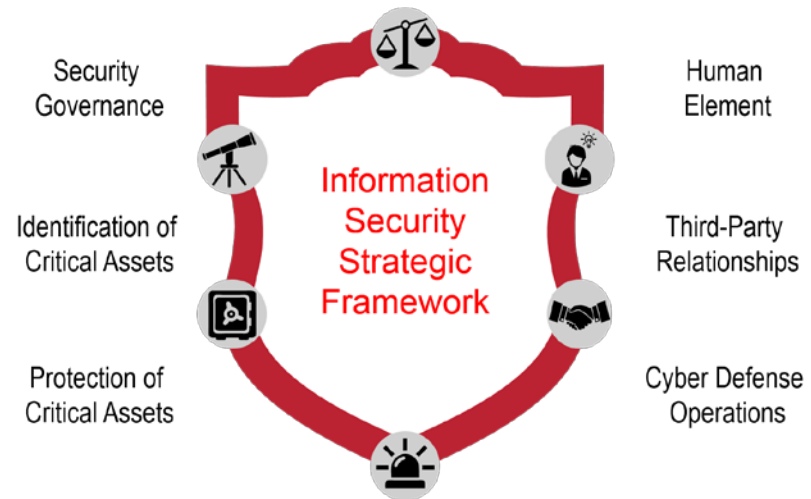 Security
Governance
Identification of
Critical Assets
Protection of
Critical Assets
Information
Security
Strategic
Framework
Human
Element
Third-Party
Relationships
Cyber Defense
Operations